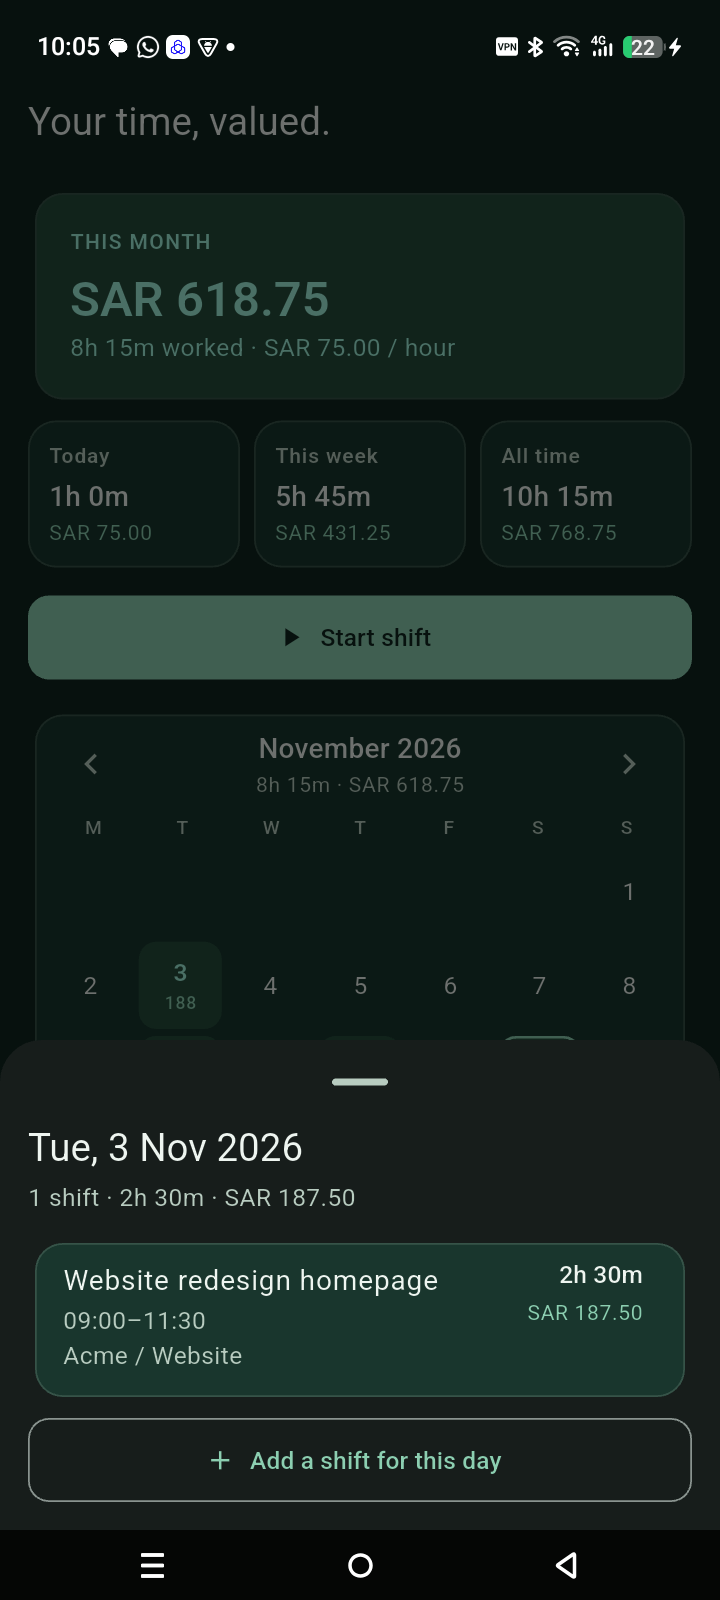 10:05
VPN
4G
22
Your time, valued.
THIS MONTH
SAR 618.75
8h 15m worked · SAR 75.00 / hour
Today
1h 0m
SAR 75.00
This week
5h 45m
SAR 431.25
All time
10h 15m
SAR 768.75
Start shift
November 2026
8h 15m · SAR 618.75
M T W T F S S
1
2 3 4 5 6 7 8
188
Tue, 3 Nov 2026
1 shift · 2h 30m · SAR 187.50
Website redesign homepage
2h 30m
09:00–11:30
SAR 187.50
Acme / Website
Add a shift for this day